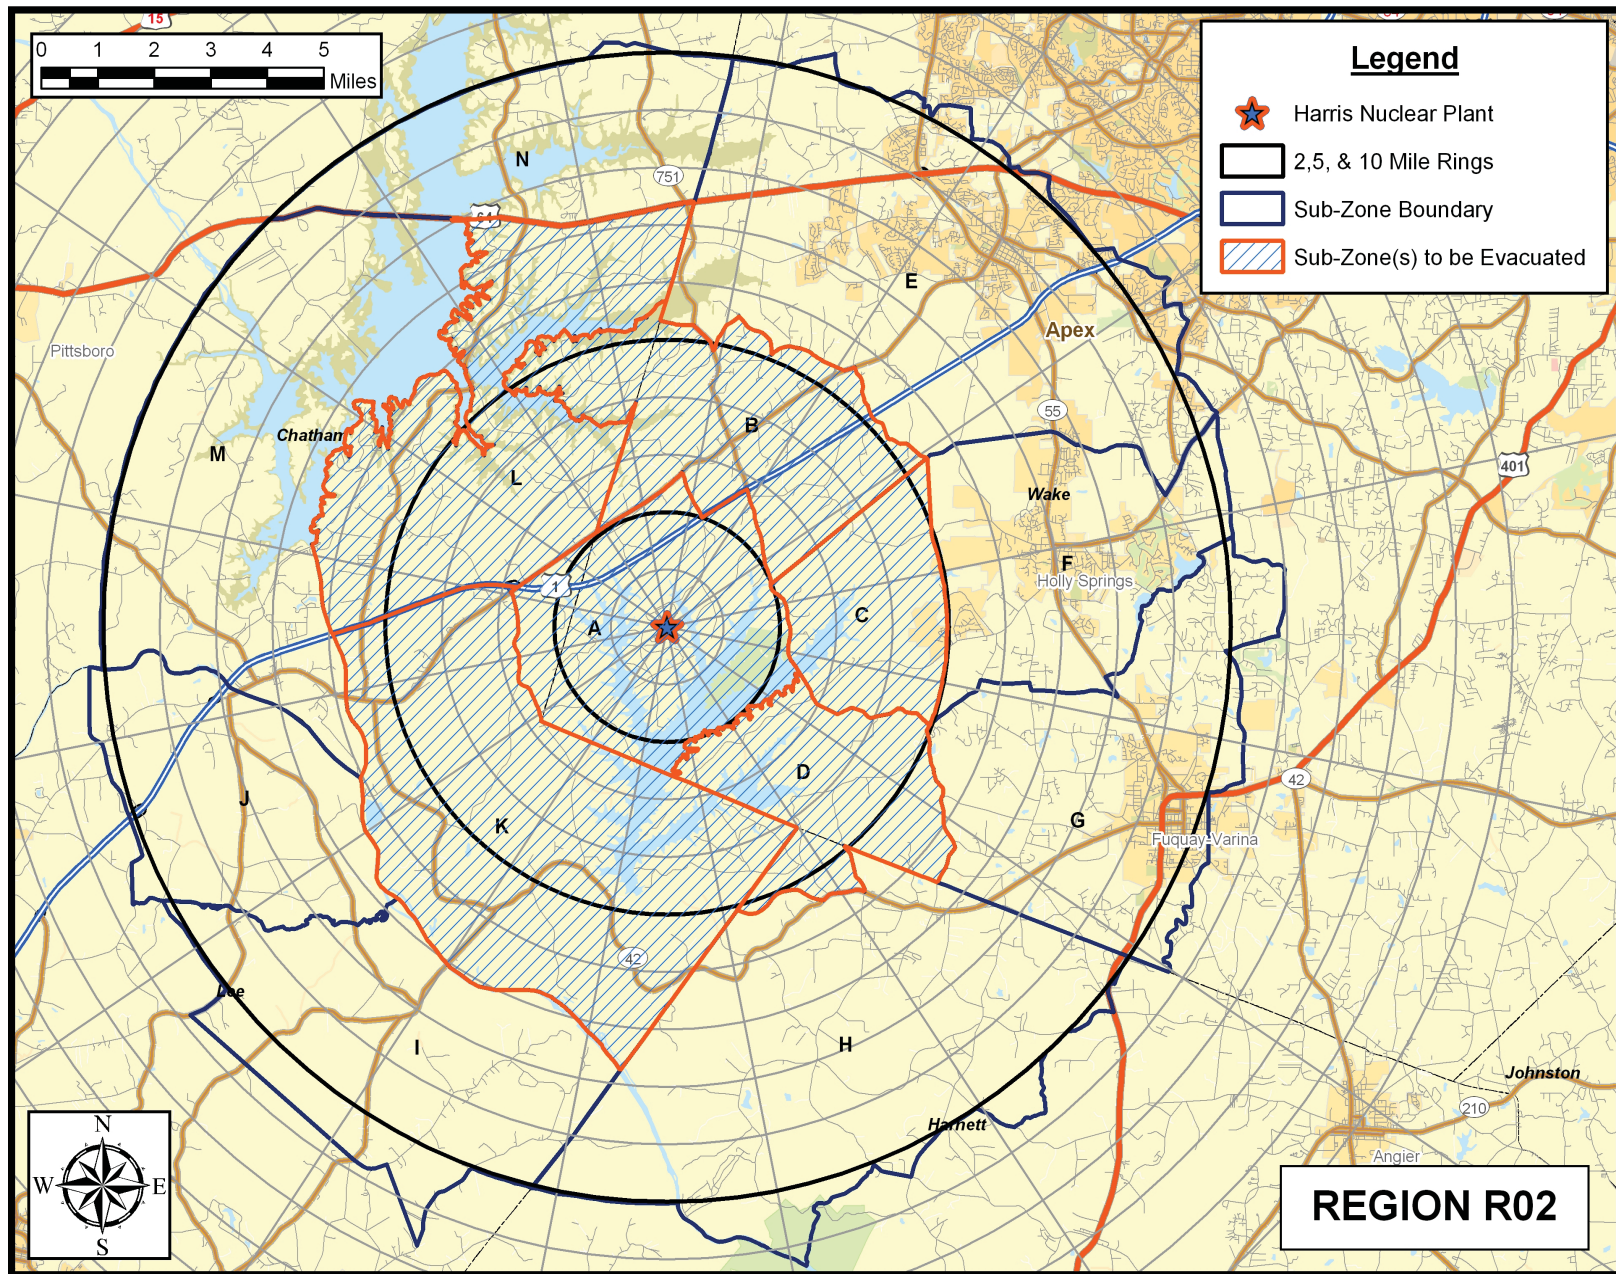 15
0 1 2 3 4 5
Miles
Legend
Harris Nuclear Plant
2,5, & 10 Mile Rings
Sub-Zone Boundary
Sub-Zone(s) to be Evacuated
N
751
64
E
Apex
Pittsboro
55
B
Chatham
M
L
401
Wake
F
Holly Springs
1
A
C
D
42
J
K
G
Fuquay-Varina
42
Lee
I
H
Johnston
210
Harnett
Angier
N
W E
S
REGION R02